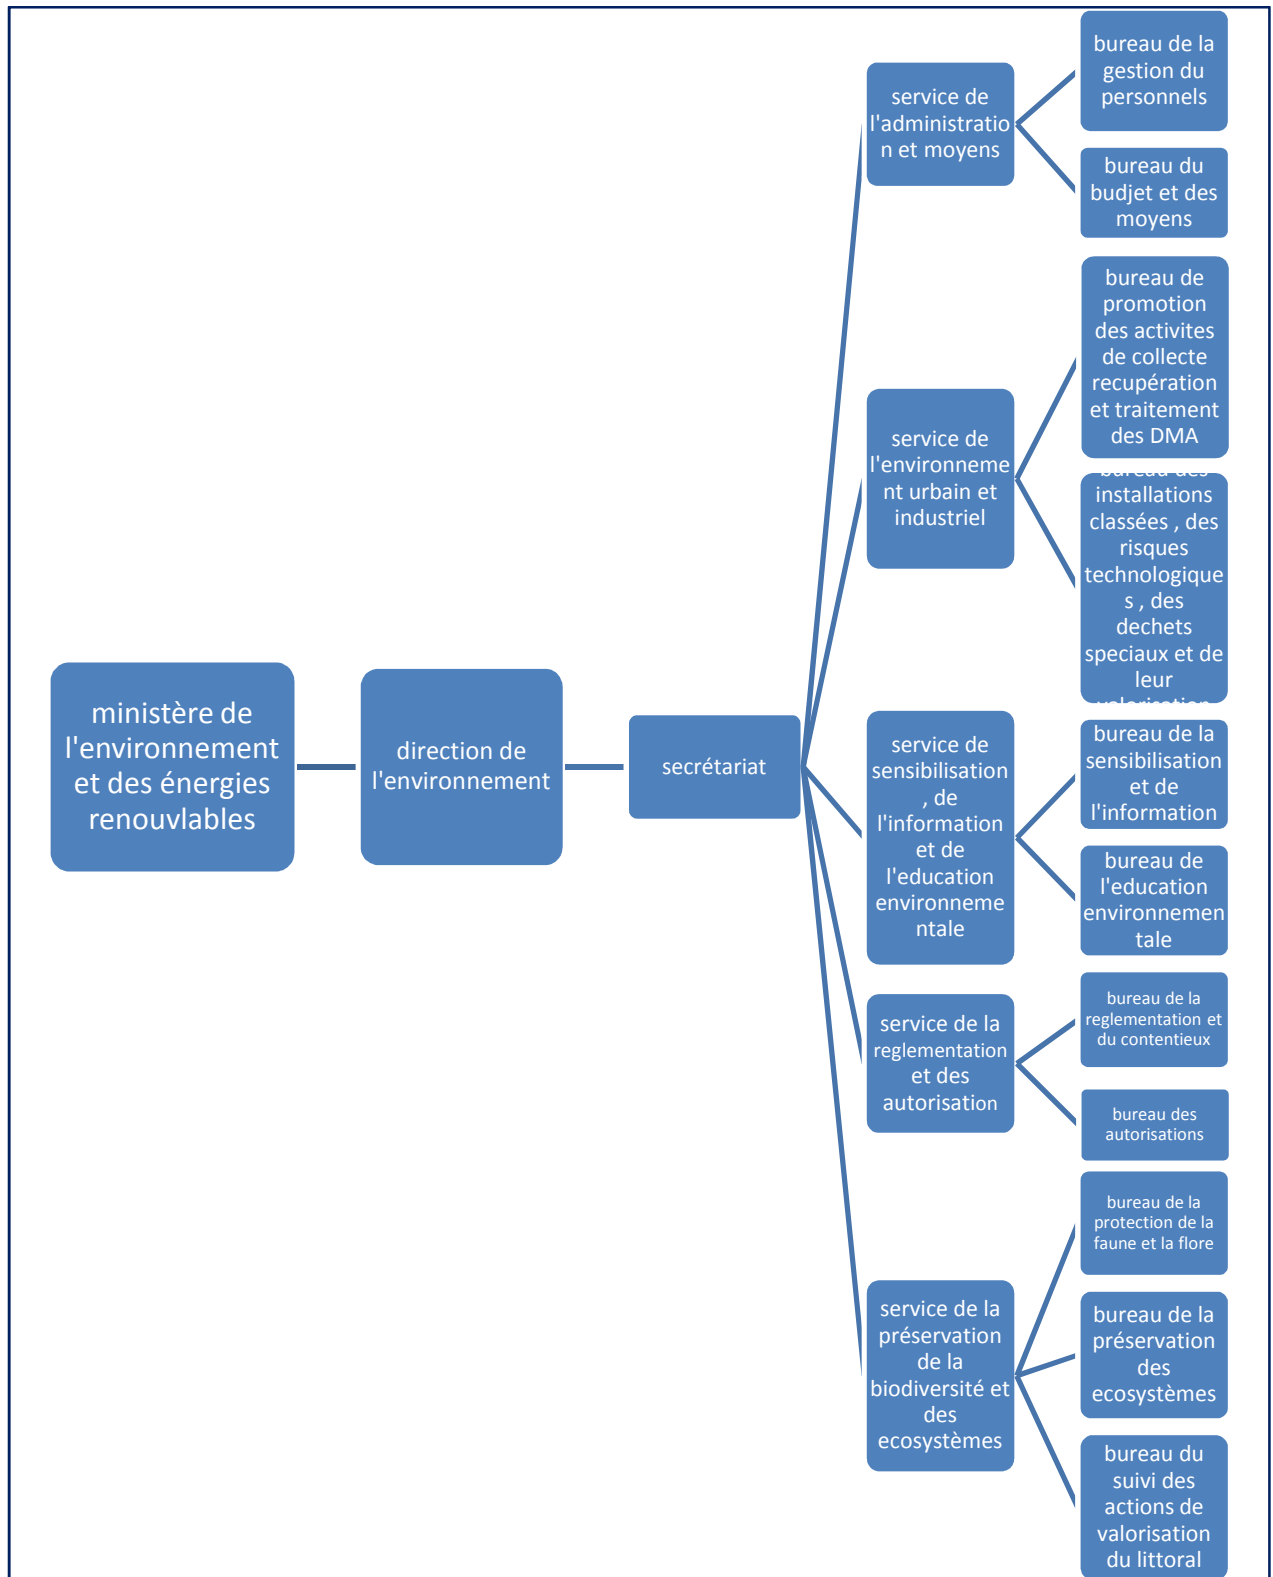 ministère de
l'environnement
et des énergies
renouvlables
direction de
l'environnement
secrétariat
service de
l'administratio
n et moyens
bureau de la
gestion du
personnels
bureau du
budjet et des
moyens
service de
l'environneme
nt urbain et
industriel
bureau de
promotion
des activites
de collecte
recupération
et traitement
des DMA
bureau des
installations
classées , des
risques
technologique
s , des
dechets
speciaux et de
leur
valorisation
service de
sensibilisation
, de
l'information
et de
l'education
environneme
ntale
bureau de la
sensibilisation
et de
l'information
bureau de
l'education
environnemen
tale
service de la
reglementation
et des
autorisation
bureau de la
reglementation et
du contentieux
bureau des
autorisations
service de la
préservation
de la
biodiversité et
des
ecosystèmes
bureau de la
protection de la
faune et la flore
bureau de la
préservation
des
ecosystèmes
bureau du
suivi des
actions de
valorisation
du littoral